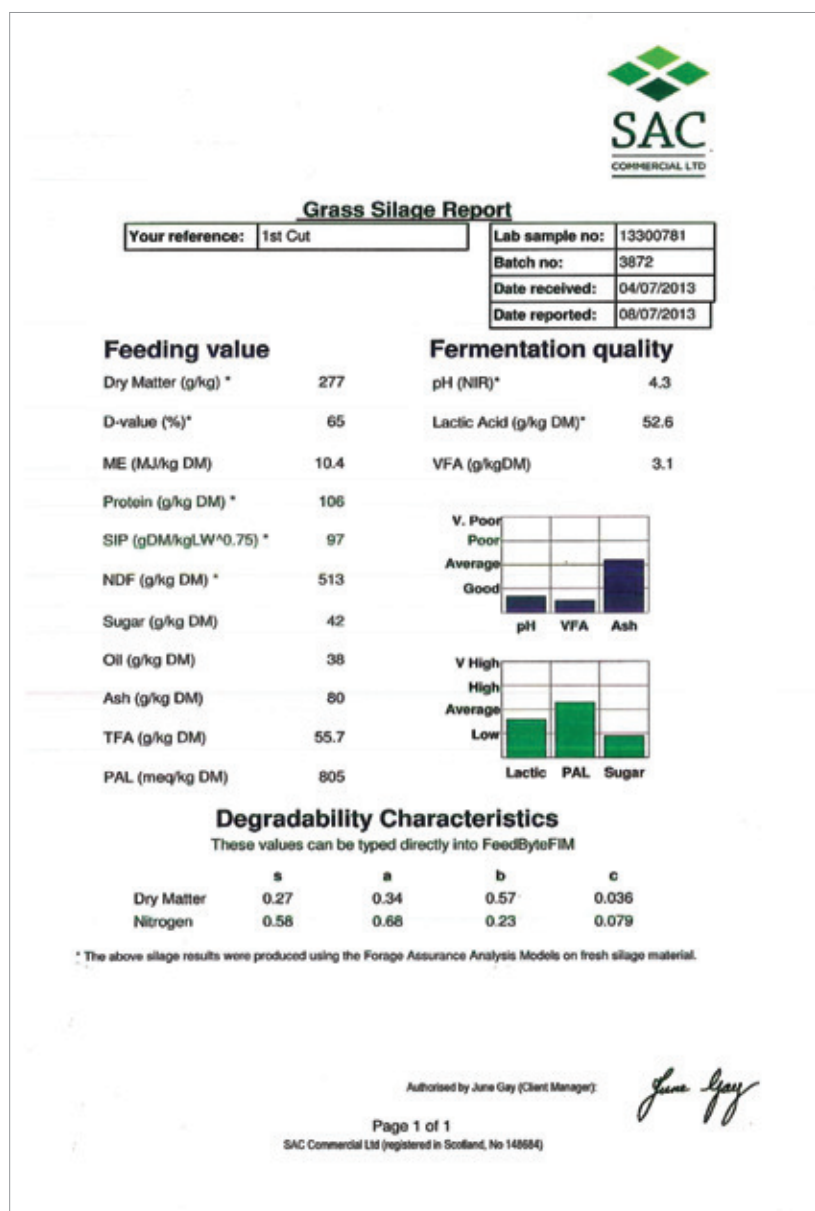 SAC
COMMERCIAL LTD
Grass Silage Report
Your reference: 1st Cut
Lab sample no: 13300781
Batch no: 3872
Date received: 04/07/2013
Date reported: 08/07/2013
Feeding value
Dry Matter (g/kg) * 277
D-value (%)* 65
ME (MJ/kg DM) 10.4
Protein (g/kg DM) * 106
SIP (gDM/kgLW^0.75) * 97
NDF (g/kg DM) * 513
Sugar (g/kg DM) 42
Oil (g/kg DM) 38
Ash (g/kg DM) 80
TFA (g/kg DM) 55.7
PAL (meq/kg DM) 805
Fermentation quality
pH (NIR)* 4.3
Lactic Acid (g/kg DM)* 52.6
VFA (g/kgDM) 3.1
V. Poor
Poor
Average
Good
pH VFA Ash
V High
High
Average
Low
Lactic PAL Sugar
Degradability Characteristics
These values can be typed directly into FeedByteFIM
s a b c
Dry Matter 0.27 0.34 0.57 0.036
Nitrogen 0.58 0.68 0.23 0.079
* The above silage results were produced using the Forage Assurance Analysis Models on fresh silage material.
Authorised by June Gay (Client Manager):
June Gay
Page 1 of 1
SAC Commercial Ltd (registered in Scotland, No 148684)